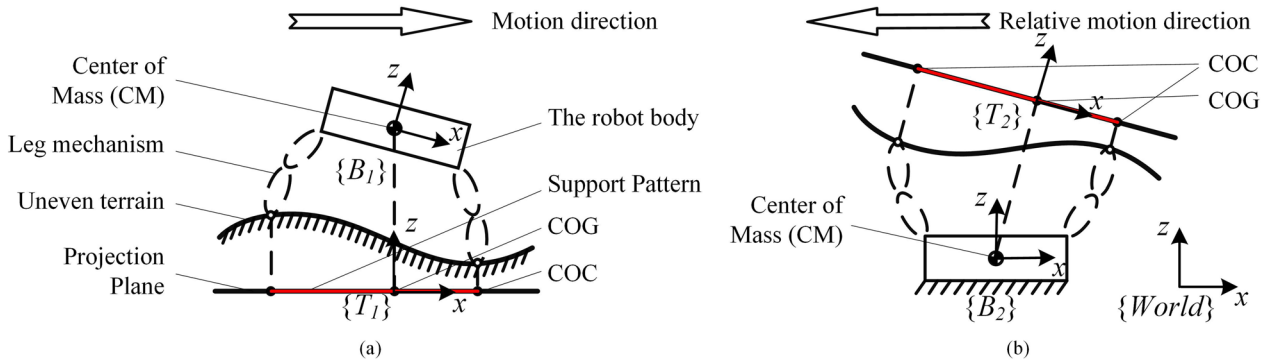 Motion direction
Center of
Mass (CM)
z
x
The robot body
Leg mechanism
{B₁}
Support Pattern
Uneven terrain
z
COG
Projection
Plane
COC
{T₁}
x
(a)
Relative motion direction
z
COC
COG
x
{T₂}
Center of
Mass (CM)
z
x
{B₂}
z
x
{World}
(b)